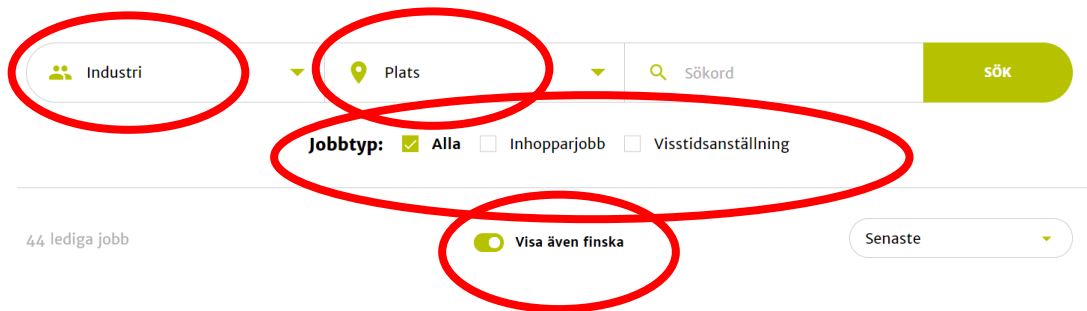 Industri Plats Sökord SÖK
Jobbtyp: Alla Inhopparjobb Visstidsanställning
44 lediga jobb Visa även finska Senaste